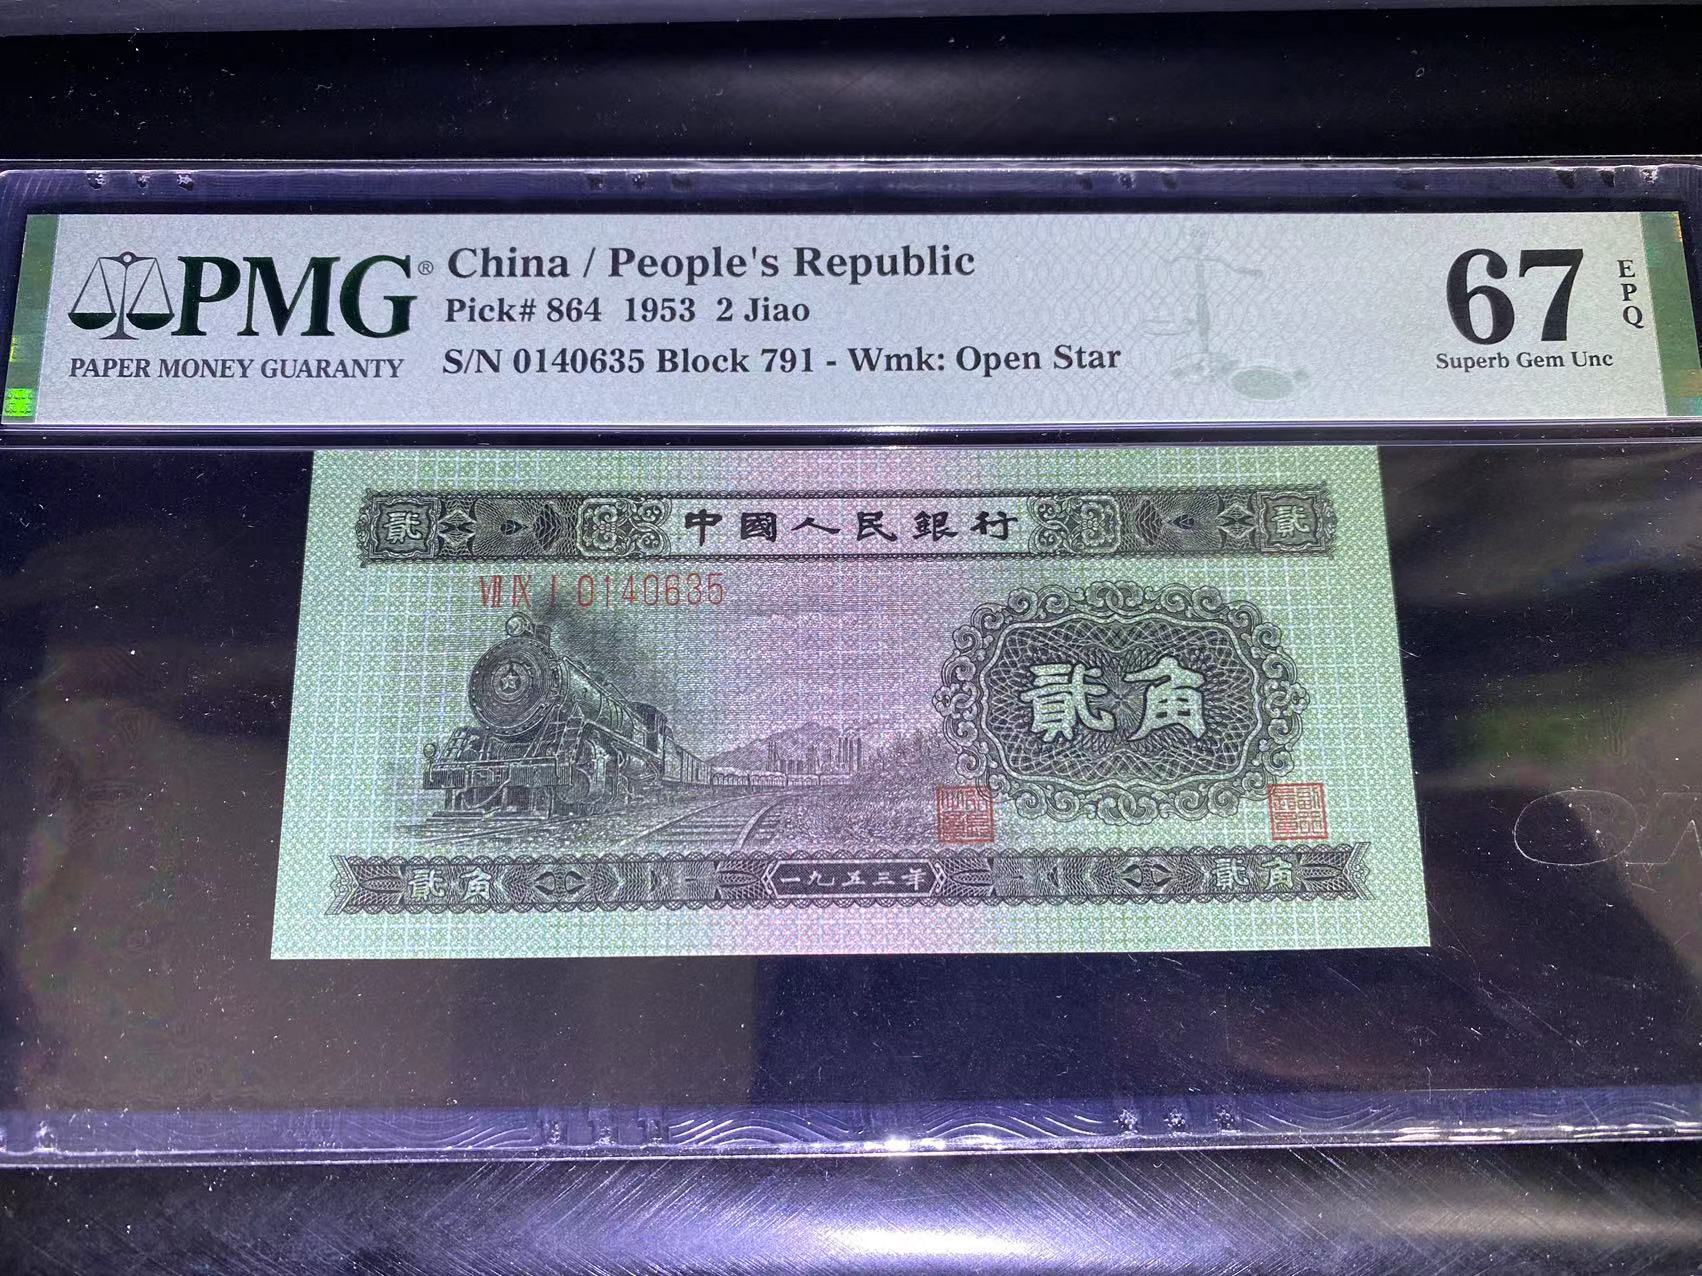 PMG® China / People's Republic
Pick# 864 1953 2 Jiao
PAPER MONEY GUARANTY
S/N 0140635 Block 791 - Wmk: Open Star
67 EPQ
Superb Gem Unc
貳 中國人民銀行 貳
VII IX I 0140635
貳角
貳角 一九五三年 貳角